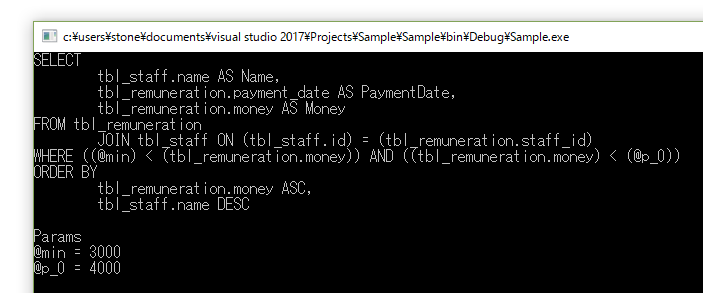 c:¥users¥stone¥documents¥visual studio 2017¥Projects¥Sample¥Sample¥bin¥Debug¥Sample.exe
SELECT
tbl_staff.name AS Name,
tbl_remuneration.payment_date AS PaymentDate,
tbl_remuneration.money AS Money
FROM tbl_remuneration
JOIN tbl_staff ON (tbl_staff.id) = (tbl_remuneration.staff_id)
WHERE ((@min) < (tbl_remuneration.money)) AND ((tbl_remuneration.money) < (@p_0))
ORDER BY
tbl_remuneration.money ASC,
tbl_staff.name DESC
Params
@min = 3000
@p_0 = 4000